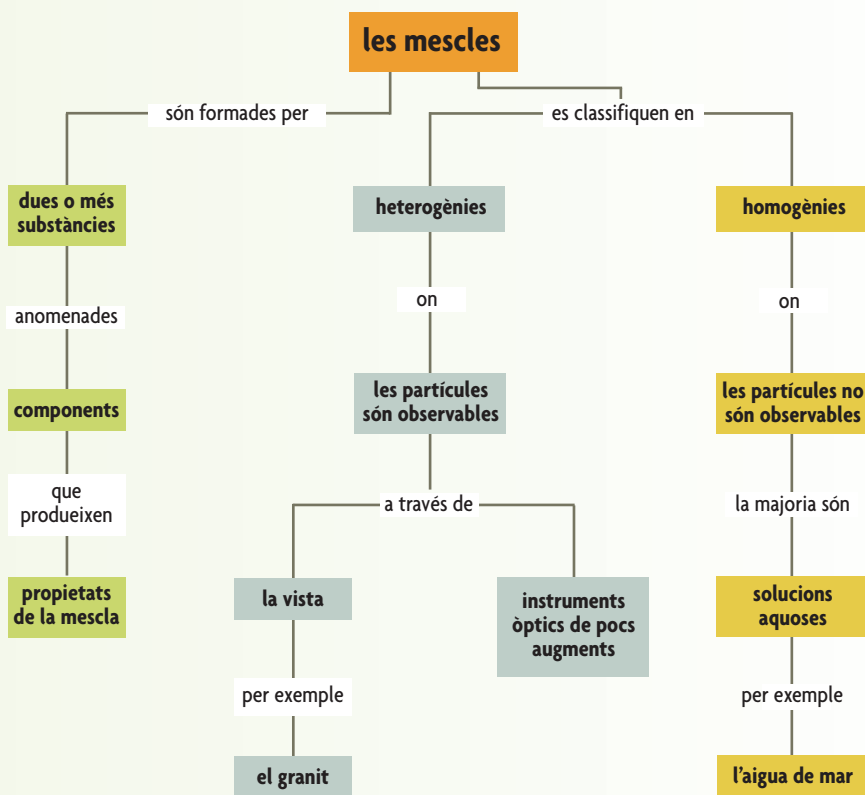 les mescles
són formades per
es classifiquen en
dues o més
substàncies
heterogènies
homogènies
anomenades
on
on
components
les partícules
són observables
les partícules no
són observables
que
produeixen
a través de
la majoria són
propietats
de la mescla
la vista
instruments
òptics de pocs
augments
solucions
aquoses
per exemple
per exemple
el granit
l'aigua de mar